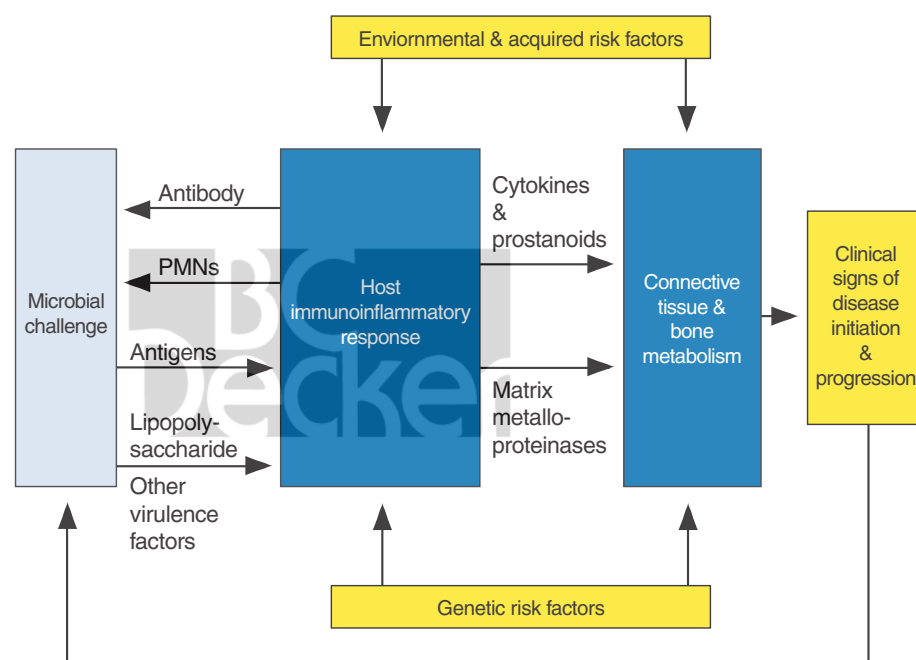 Enviornmental & acquired risk factors
Microbial
challenge
Antibody
PMNs
Antigens
Lipopoly-
saccharide
Other
virulence
factors
Host
immunoinflammatory
response
Cytokines
&
prostanoids
Matrix
metallo-
proteinases
Connective
tissue &
bone
metabolism
Clinical
signs of
disease
initiation
&
progression
Genetic risk factors
BC
Decker